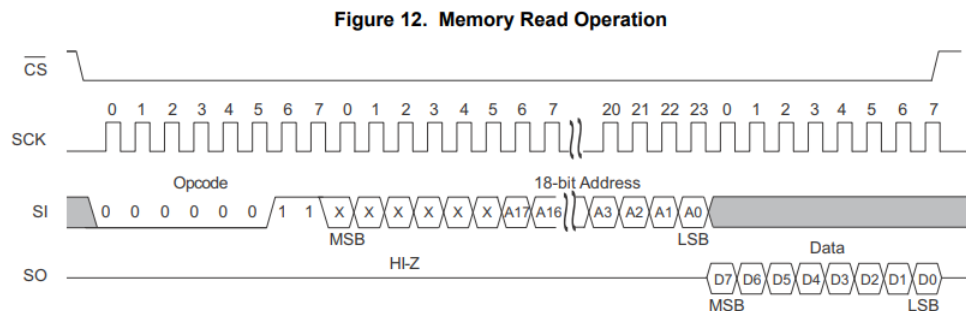 Figure 12. Memory Read Operation
CS
0 1 2 3 4 5 6 7 0 1 2 3 4 5 6 7 20 21 22 23 0 1 2 3 4 5 6 7
SCK
Opcode 18-bit Address
SI 0 0 0 0 0 0 1 1 X X X X X X A17 A16 A3 A2 A1 A0
MSB LSB
HI-Z Data
SO D7 D6 D5 D4 D3 D2 D1 D0
MSB LSB